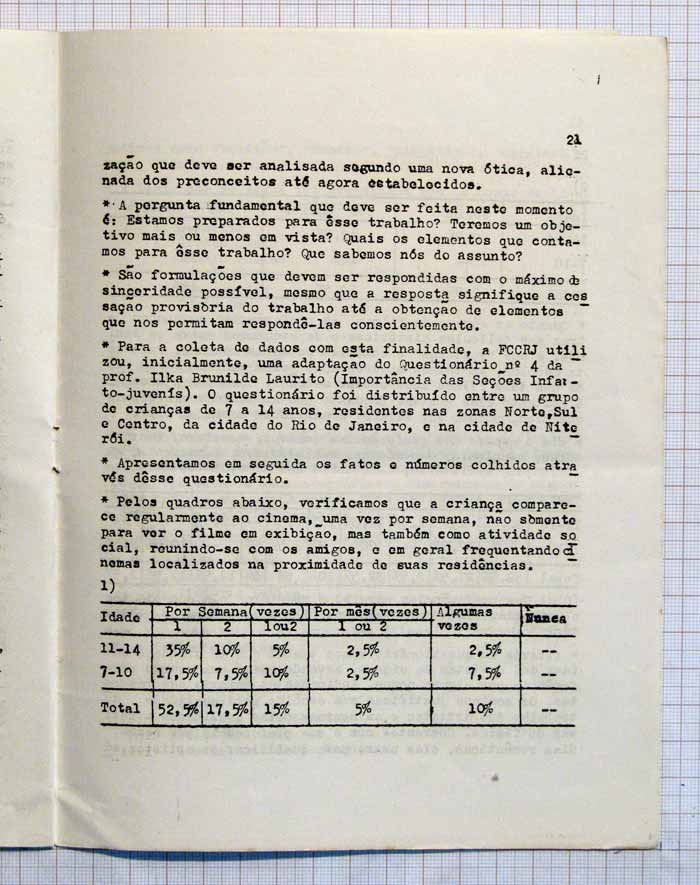 21
zação que deve ser analisada segundo uma nova ótica, alie-
nada dos preconceitos até agora estabelecidos.
* A pergunta fundamental que deve ser feita neste momento
é: Estamos preparados para êsse trabalho? Teremos um obje-
tivo mais ou menos em vista? Quais os elementos que conta-
mos para êsse trabalho? Que sabemos nós do assunto?
* São formulações que devem ser respondidas com o máximo de
sinceridade possível, mesmo que a resposta signifique a ces
sação provisòria do trabalho até a obtenção de elementos
que nos permitam respondê-las conscientemente.
* Para a coleta de dados com esta finalidade, a FCCRJ utili
zou, inicialmente, uma adaptação do Questionário nº 4 da
prof. Ilka Brunilde Laurito (Importância das Seções Infan-
to-juvenís). O questionário foi distribuído entre um grupo
de crianças de 7 a 14 anos, residentes nas zonas Norte,Sul
e Centro, da cidade do Rio de Janeiro, e na cidade de Nite
rói.
* Apresentamos em seguida os fatos e números colhidos atra
vés dêsse questionário.
* Pelos quadros abaixo, verificamos que a criança compare-
ce regularmente ao cinema, uma vez por semana, não sòmente
para ver o filme em exibição, mas também como atividade so
cial, reunindo-se com os amigos, e em geral frequentando ci
nemas localizados na proximidade de suas residências.
1)
Idade Por Semana(vezes) Por mês(vezes) Algumas vezes Nunca
1 2 1ou2 1 ou 2
11-14 35% 10% 5% 2,5% 2,5% --
7-10 17,5% 7,5% 10% 2,5% 7,5% --
Total 52,5% 17,5% 15% 5% 10% --